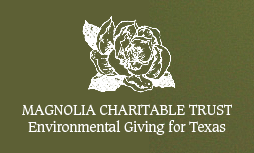 MAGNOLIA CHARITABLE TRUST
Environmental Giving for Texas